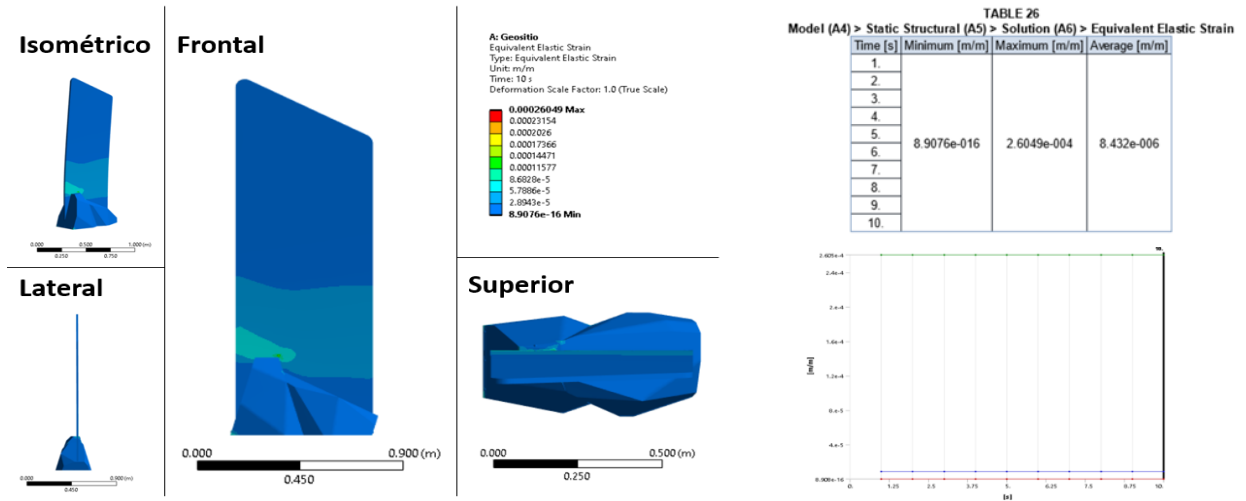 Isométrico
0.000
0.500
1.000 (m)
0.250
0.750
Lateral
0.000
0.900 (m)
0.450
Frontal
0.000
0.900 (m)
0.450
A: Geositio
Equivalent Elastic Strain
Type: Equivalent Elastic Strain
Unit: m/m
Time: 10 s
Deformation Scale Factor: 1.0 (True Scale)
0.00026049 Max
0.00023154
0.0002026
0.00017366
0.00014471
0.00011577
8.6828e-5
5.7886e-5
2.8943e-5
8.9076e-16 Min
Superior
0.000
0.500 (m)
0.250
TABLE 26
Model (A4) > Static Structural (A5) > Solution (A6) > Equivalent Elastic Strain
Time [s] Minimum [m/m] Maximum [m/m] Average [m/m]
1.
2.
3.
4.
5.
8.9076e-016 2.6049e-004 8.432e-006
6.
7.
8.
9.
10.
10.
2.605e-4
2.4e-4
2.e-4
1.6e-4
1.2e-4
8.e-5
4.e-5
8.908e-16
[m/m]
0. 1.25 2.5 3.75 5. 6.25 7.5 8.75 10.
[s]